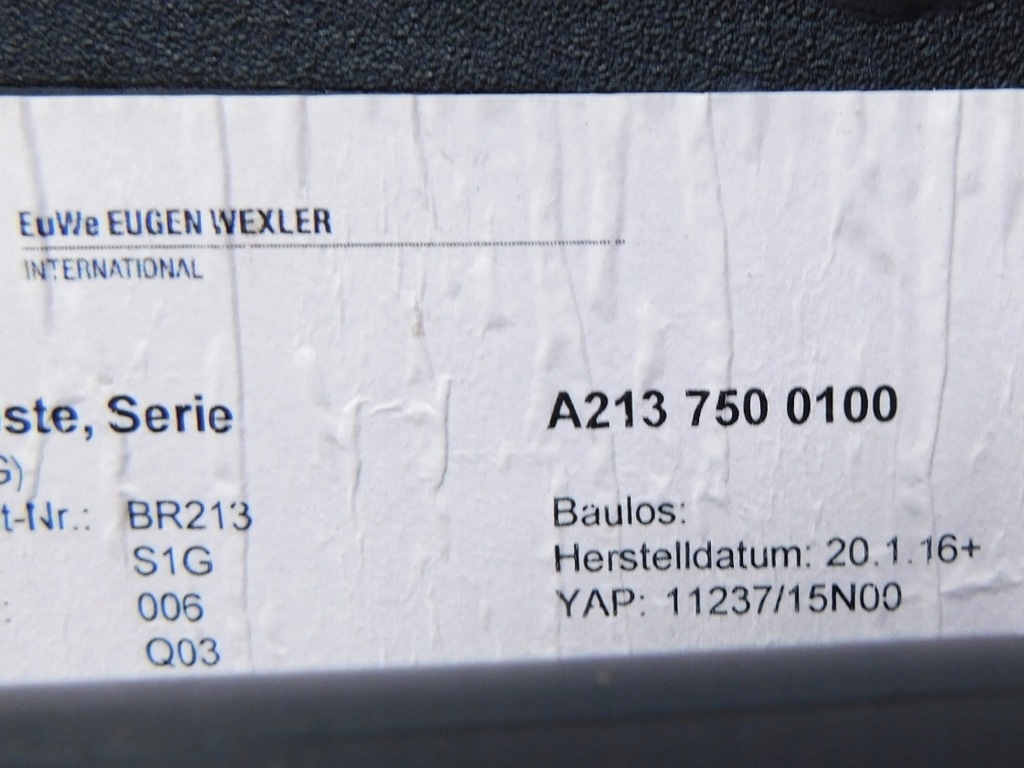 EuWe EUGEN WEXLER
INTERNATIONAL
ste, Serie
A213 750 0100
G)
t-Nr.: BR213
S1G
006
Q03
Baulos:
Herstelldatum: 20.1.16+
YAP: 11237/15N00